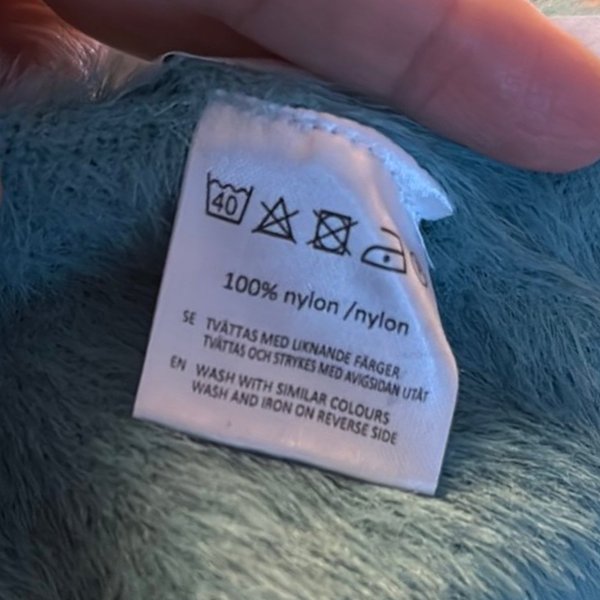 40
100% nylon /nylon
SE TVÄTTAS MED LIKNANDE FÄRGER
TVÄTTAS OCH STRYKES MED AVIGSIDAN UTÅT
EN WASH WITH SIMILAR COLOURS
WASH AND IRON ON REVERSE SIDE